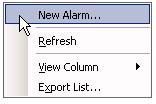 New Alarm...
Refresh
View Column
Export List...